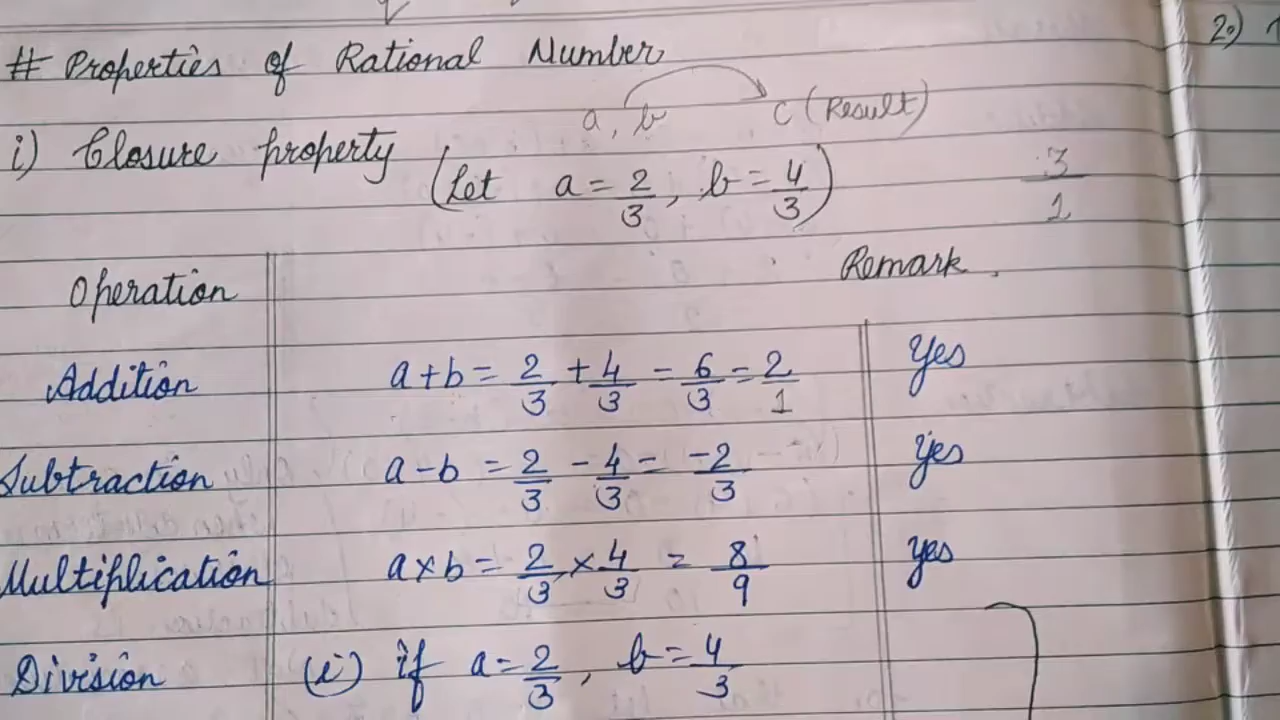 # Properties of Rational Number
a, b c (Result)
i) Closure property (Let a = 2/3, b = 4/3)
3/1
Operation Remark.
Addition a+b = 2/3 + 4/3 = 6/3 = 2/1 Yes
Subtraction a-b = 2/3 - 4/3 = -2/3 Yes
Multiplication a×b = 2/3 × 4/3 = 8/9 Yes
Division (i) if a = 2/3, b = 4/3
2.)